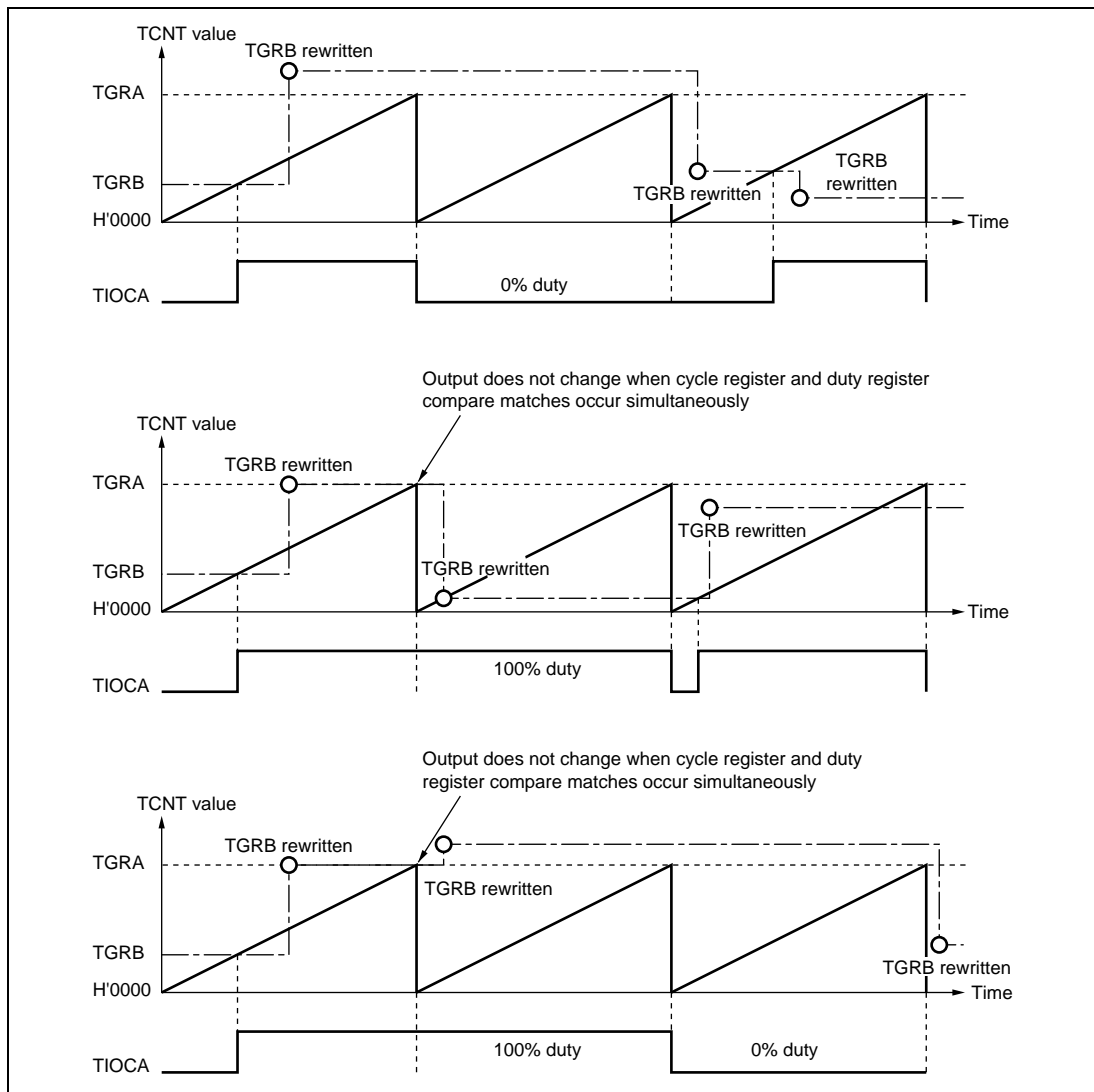 TCNT value
TGRB rewritten
TGRA
TGRB
TGRB rewritten
TGRB
rewritten
H'0000
Time
TIOCA
0% duty
Output does not change when cycle register and duty register
compare matches occur simultaneously
TCNT value
TGRB rewritten
TGRA
TGRB rewritten
TGRB
TGRB rewritten
H'0000
Time
TIOCA
100% duty
Output does not change when cycle register and duty
register compare matches occur simultaneously
TCNT value
TGRB rewritten
TGRA
TGRB rewritten
TGRB
TGRB rewritten
H'0000
Time
TIOCA
100% duty
0% duty